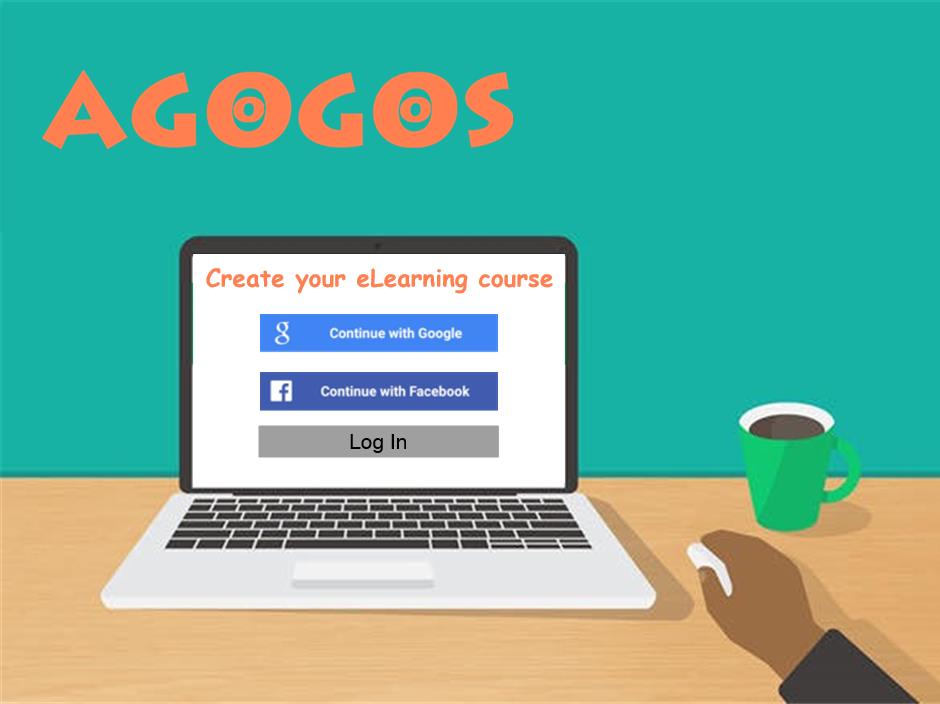 AGOGOS
Create your eLearning course
g Continue with Google
f Continue with Facebook
Log In